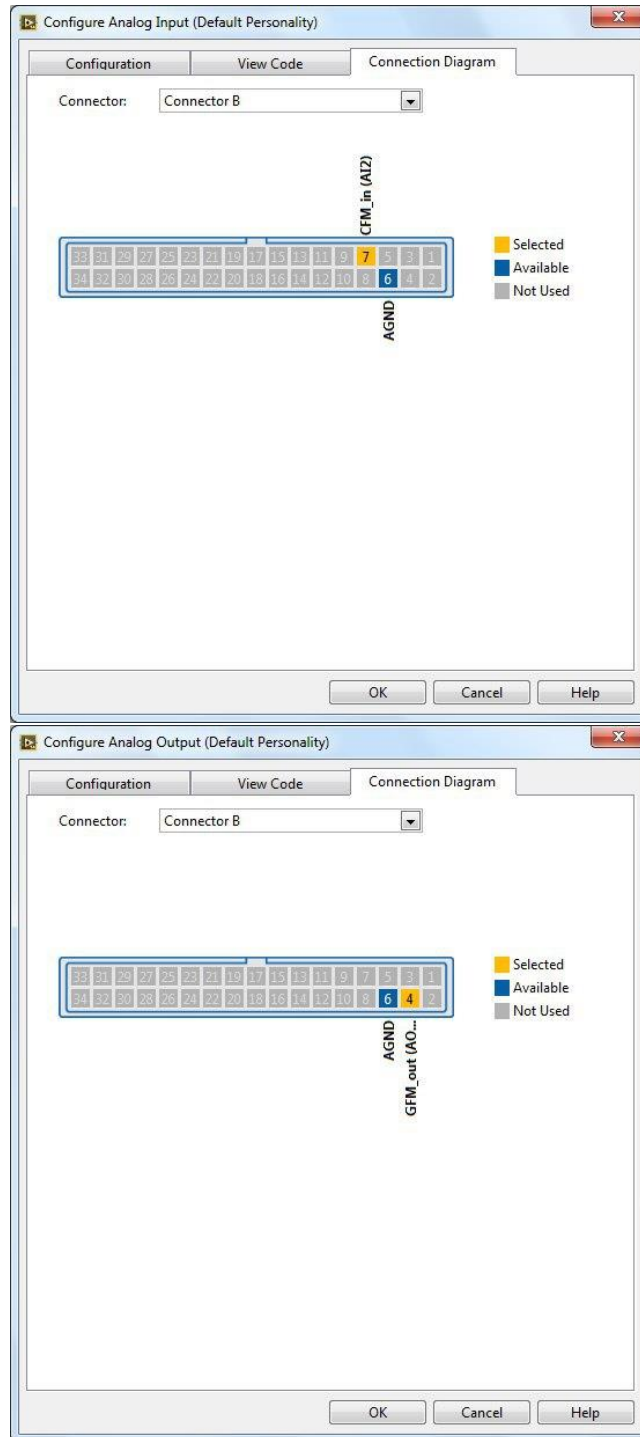 Configure Analog Input (Default Personality)
x
Configuration View Code Connection Diagram
Connector: Connector B
CFM_in (AI2)
33 31 29 27 25 23 21 19 17 15 13 11 9 7 5 3 1
34 32 30 28 26 24 22 20 18 16 14 12 10 8 6 4 2
AGND
Selected
Available
Not Used
OK Cancel Help
Configure Analog Output (Default Personality)
x
Configuration View Code Connection Diagram
Connector: Connector B
33 31 29 27 25 23 21 19 17 15 13 11 9 7 5 3 1
34 32 30 28 26 24 22 20 18 16 14 12 10 8 6 4 2
AGND
GFM_out (AO...
Selected
Available
Not Used
OK Cancel Help